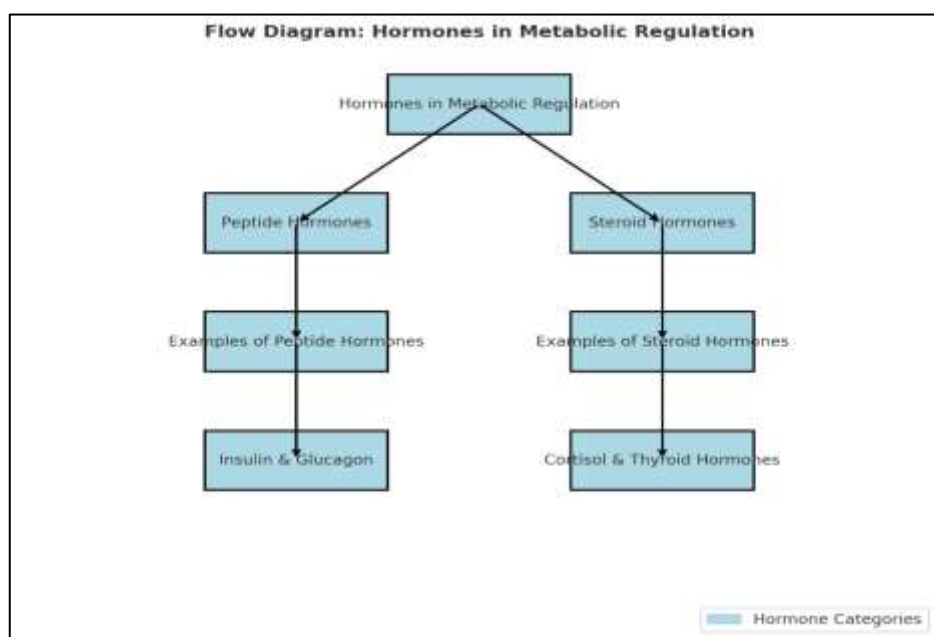 Flow Diagram: Hormones in Metabolic Regulation
Hormones in Metabolic Regulation
Peptide Hormones
Steroid Hormones
Examples of Peptide Hormones
Examples of Steroid Hormones
Insulin & Glucagon
Cortisol & Thyroid Hormones
Hormone Categories